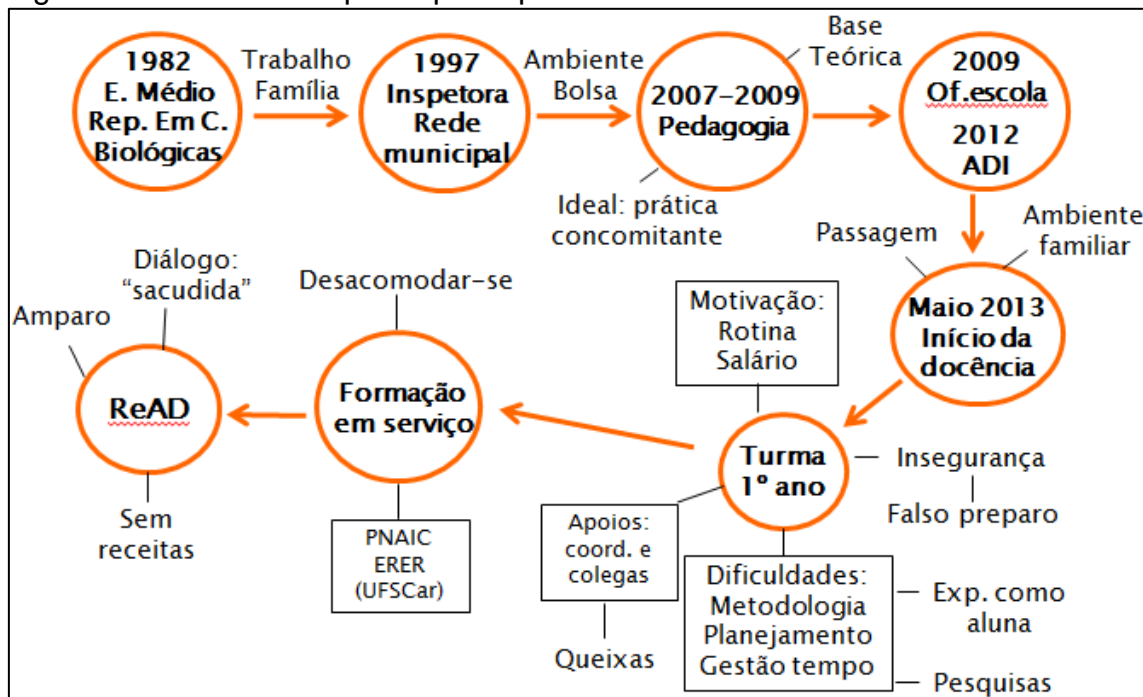 1982
E. Médio
Rep. Em C.
Biológicas
Trabalho
Família
1997
Inspetora
Rede
municipal
Ambiente
Bolsa
2007-2009
Pedagogia
Base
Teórica
Ideal: prática
concomitante
2009
Of.escola
2012
ADI
Passagem
Ambiente
familiar
Maio 2013
Início da
docência
Motivação:
Rotina
Salário
Turma
1º ano
Insegurança
Falso preparo
Apoios:
coord. e
colegas
Queixas
Dificuldades:
Metodologia
Planejamento
Gestão tempo
Exp. como
aluna
Pesquisas
Desacomodar-se
Formação
em serviço
PNAIC
ERER
(UFSCar)
Diálogo:
“sacudida”
Amparo
ReAD
Sem
receitas